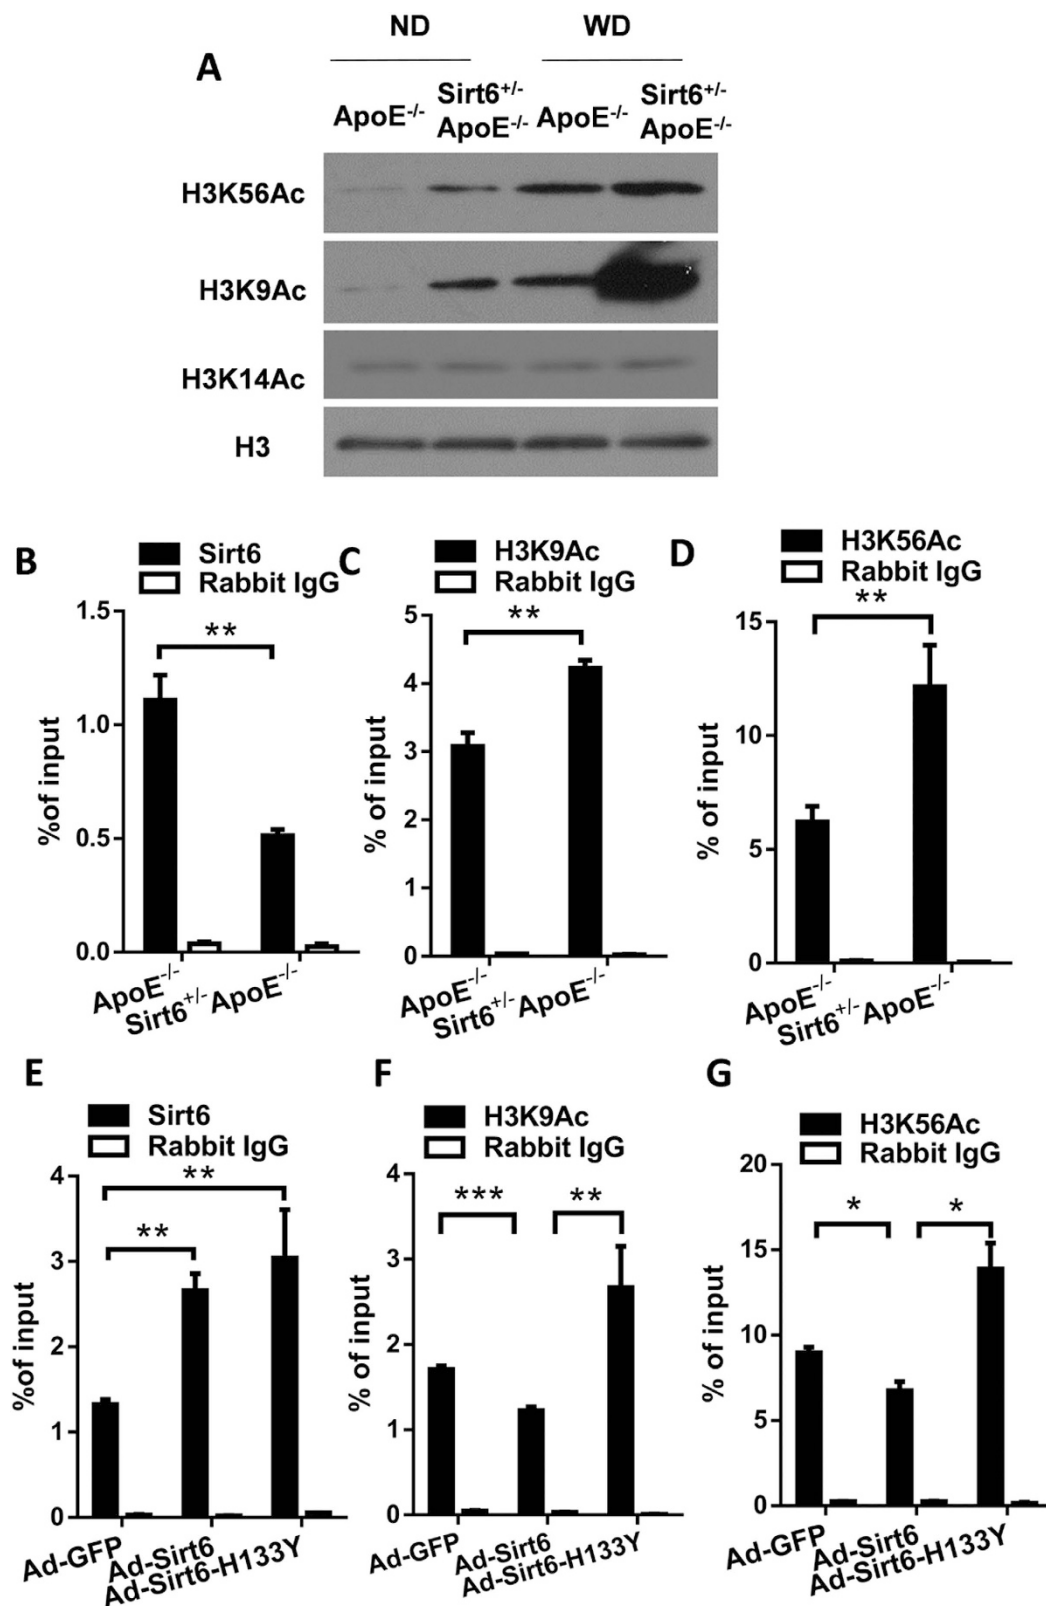 ND WD
A
ApoE-/- Sirt6+/- ApoE-/- ApoE-/- Sirt6+/- ApoE-/-
H3K56Ac
H3K9Ac
H3K14Ac
H3
B
Sirt6
Rabbit IgG
**
%of input
1.5
1.0
0.5
0.0
ApoE-/-
Sirt6+/- ApoE-/-
C
H3K9Ac
Rabbit IgG
**
% of input
5
4
3
2
1
0
ApoE-/-
Sirt6+/- ApoE-/-
D
H3K56Ac
Rabbit IgG
**
% of input
15
10
5
0
ApoE-/-
Sirt6+/- ApoE-/-
E
Sirt6
Rabbit IgG
**
**
%of input
4
3
2
1
0
Ad-GFP
Ad-Sirt6
Ad-Sirt6-H133Y
F
H3K9Ac
Rabbit IgG
***
**
% of input
4
3
2
1
0
Ad-GFP
Ad-Sirt6
Ad-Sirt6-H133Y
G
H3K56Ac
Rabbit IgG
*
*
% of input
20
15
10
5
0
Ad-GFP
Ad-Sirt6
Ad-Sirt6-H133Y